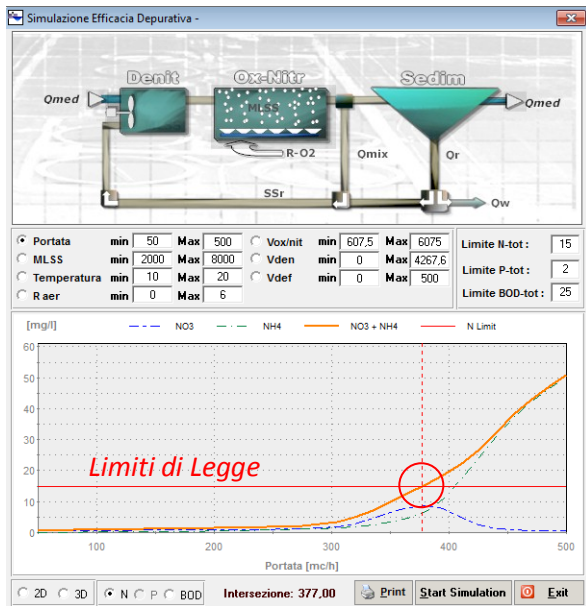 Simulazione Efficacia Depurativa -
Denit Ox-Nitr Sedim
Qmed Qmed
MLSS
R-O2 Qmix Qr
SSr
Qw
Portata min 50 Max 500 Vox/nit min 607,5 Max 6075 Limite N-tot : 15
MLSS min 2000 Max 8000 Vden min 0 Max 4267,6 Limite P-tot : 2
Temperatura min 10 Max 20 Vdef min 0 Max 500 Limite BOD-tot : 25
R aer min 0 Max 6
[mg/l] NO3 NH4 NO3 + NH4 N Limit
60
50
40
30
20
Limiti di Legge
10
0
100 200 300 400 500
Portata [mc/h]
2D 3D N P BOD Intersezione: 377,00 Print Start Simulation Exit